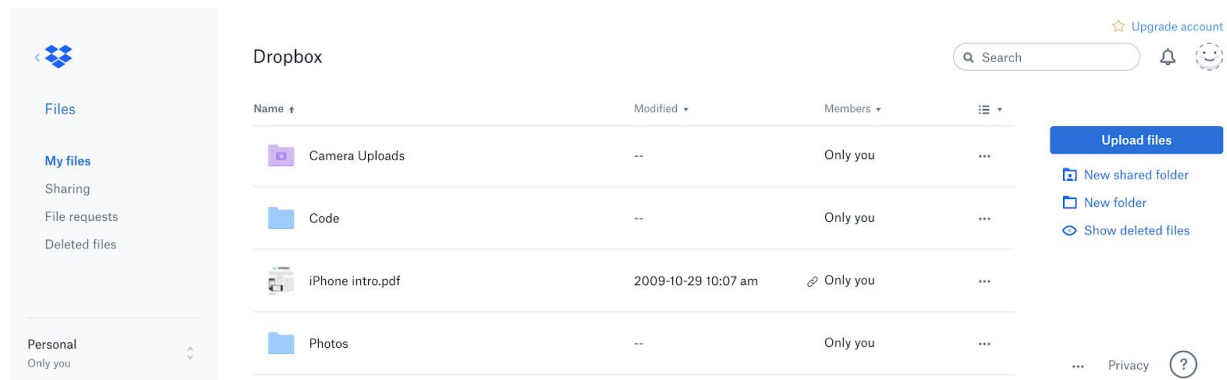 Upgrade account
Dropbox
Search
Files
Name Modified Members
My files
Sharing
File requests
Deleted files
Camera Uploads -- Only you
Code -- Only you
iPhone intro.pdf 2009-10-29 10:07 am Only you
Photos -- Only you
Upload files
New shared folder
New folder
Show deleted files
Personal
Only you
Privacy ?